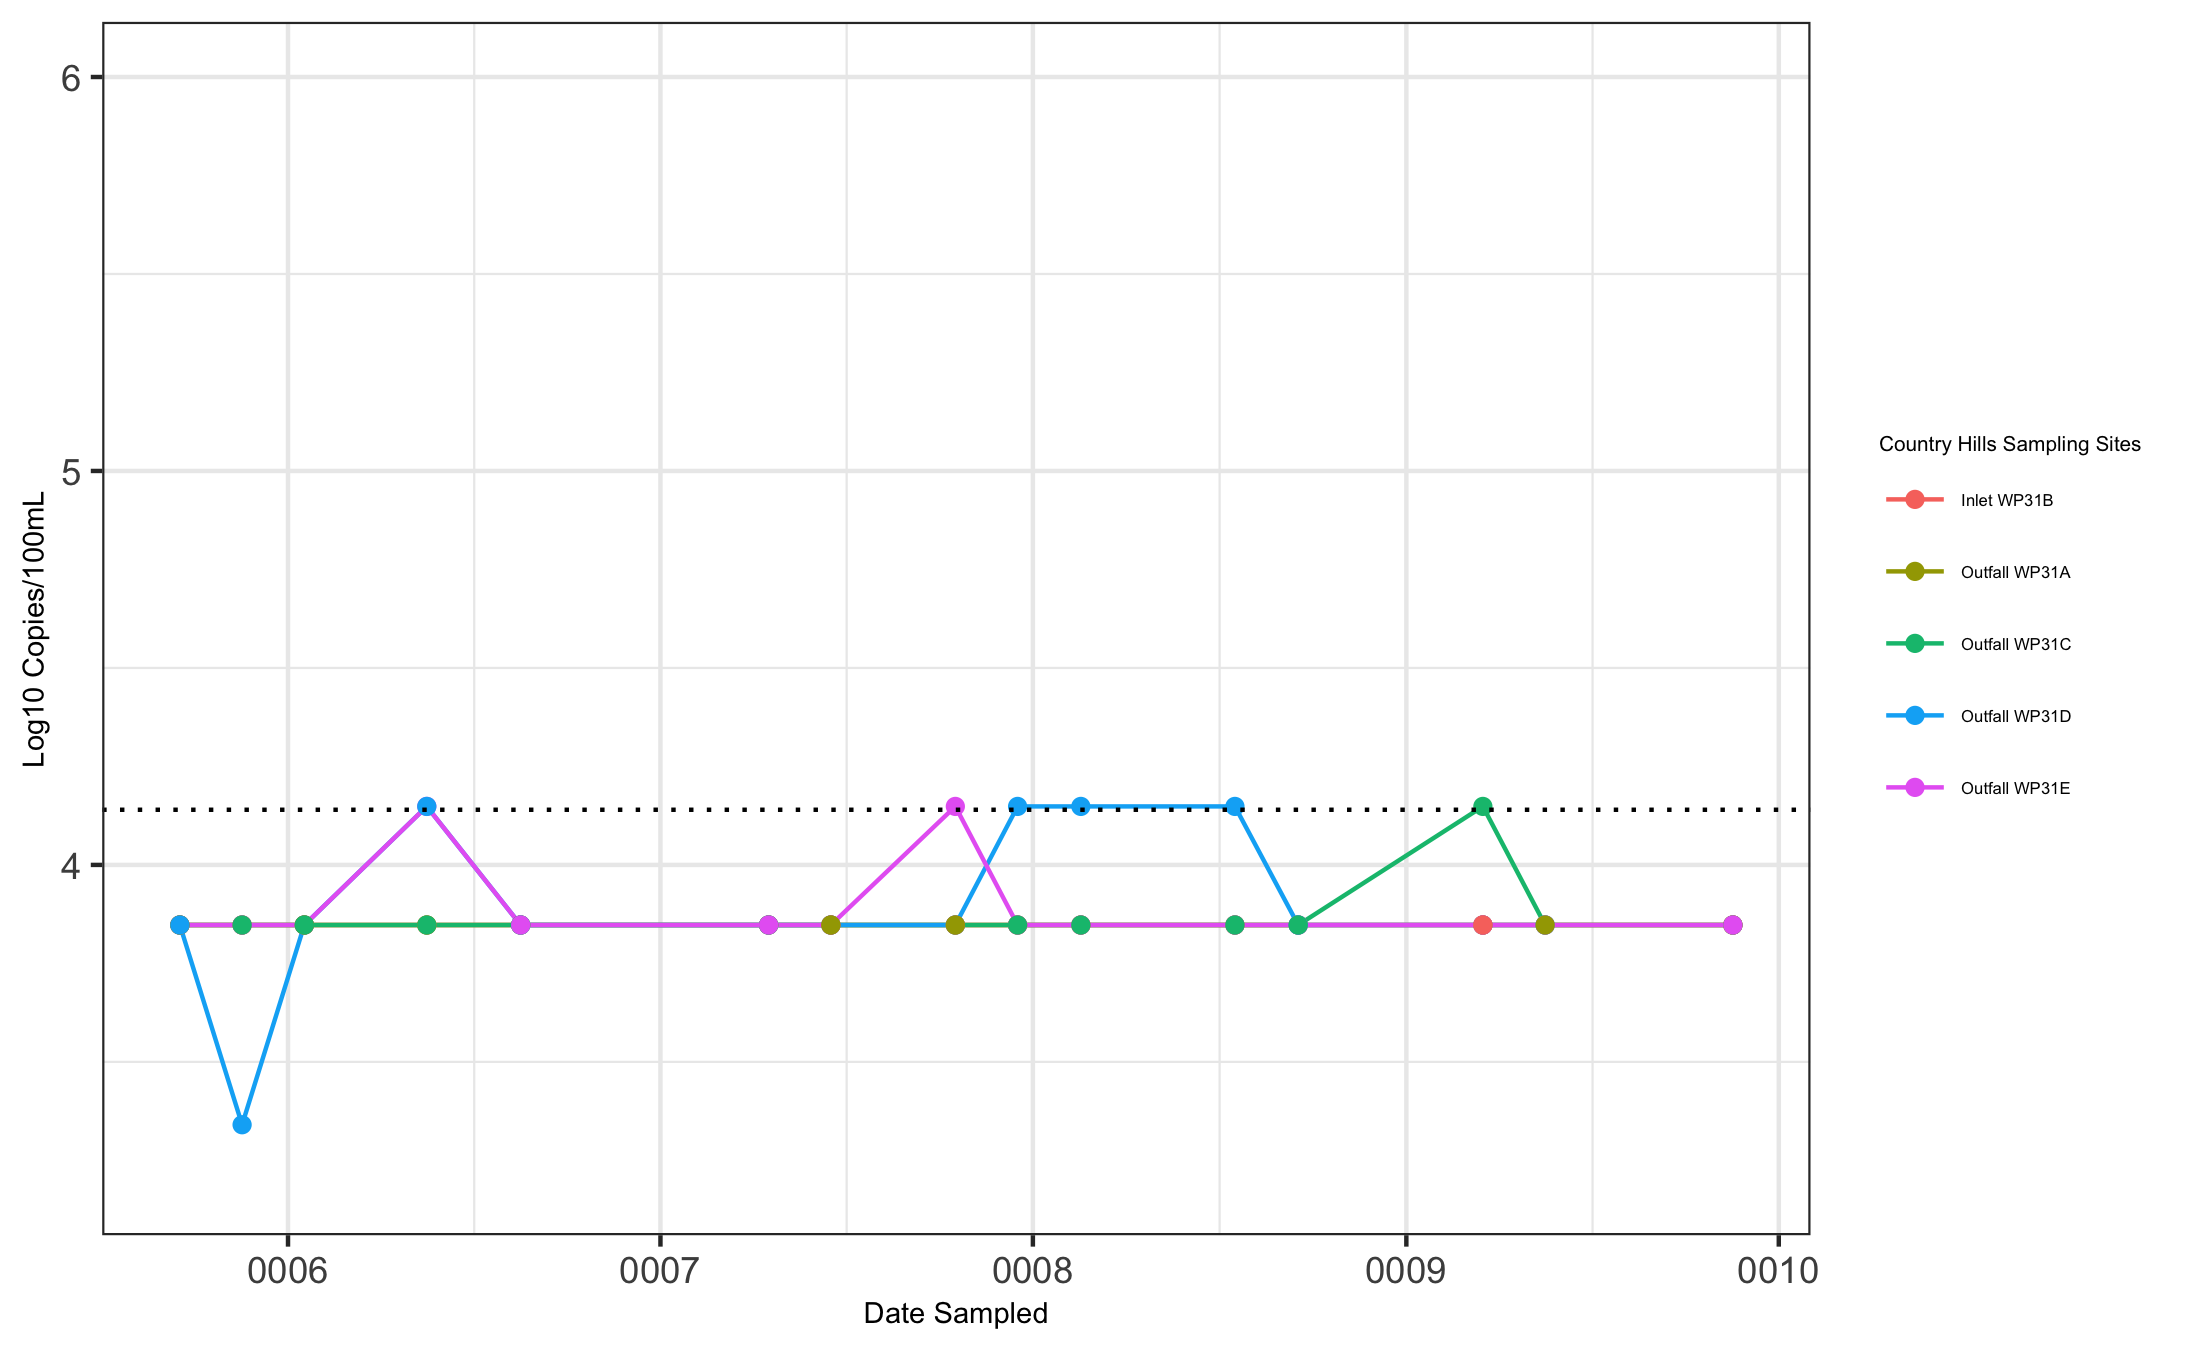 6
5
4
Log10 Copies/100mL
0006
0007
0008
0009
0010
Date Sampled
Country Hills Sampling Sites
Inlet WP31B
Outfall WP31A
Outfall WP31C
Outfall WP31D
Outfall WP31E